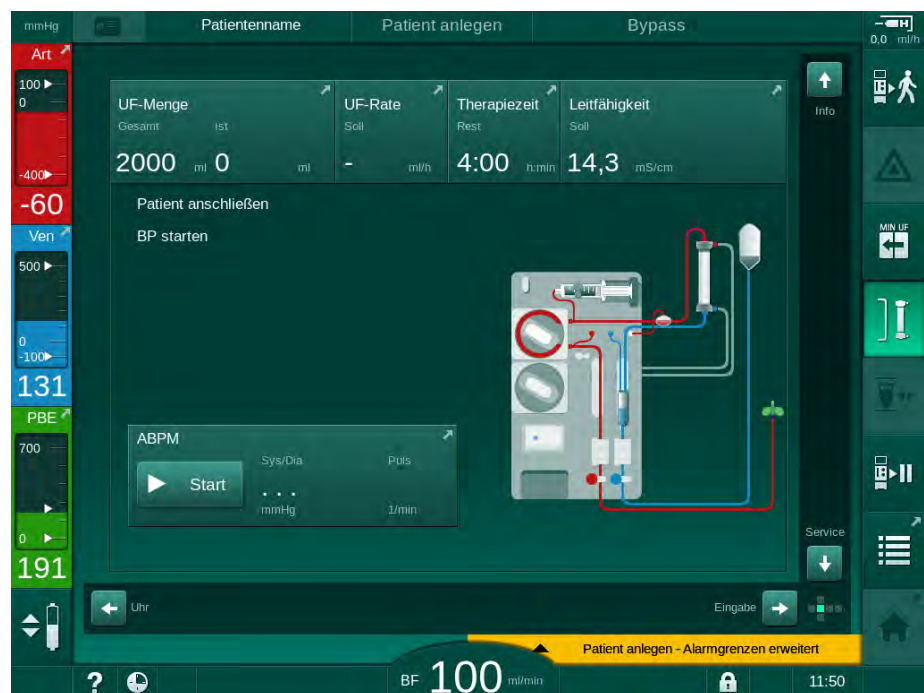 mmHg
Patientenname
Patient anlegen
Bypass
0,0 ml/h
Art
100
0
-400
-60
Ven
500
0
-100
131
PBE
700
0
191
UF-Menge
Gesamt
Ist
2000 ml 0 ml
UF-Rate
Soll
- ml/h
Therapiezeit
Rest
4:00 h:min
Leitfähigkeit
Soll
14,3 mS/cm
Info
MIN UF
Patient anschließen
BP starten
ABPM
Start
Sys/Dia
Puls
. . .
mmHg
1/min
Service
Uhr
Eingabe
Patient anlegen - Alarmgrenzen erweitert
?
BF 100 ml/min
11:50